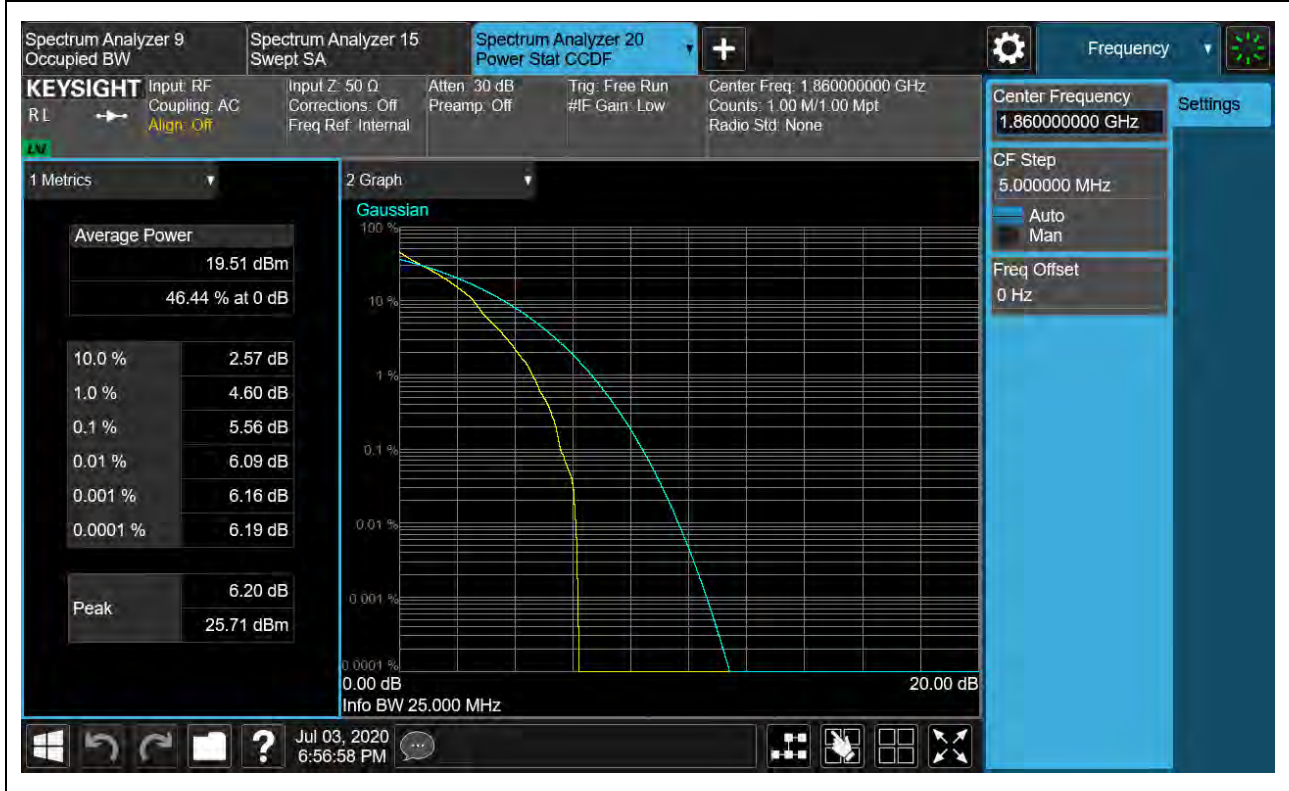 Spectrum Analyzer 9
Occupied BW
Spectrum Analyzer 15
Swept SA
Spectrum Analyzer 20
Power Stat CCDF
Frequency
KEYSIGHT
RL
Input: RF
Coupling: AC
Align: Off
Input Z: 50 Ω
Corrections: Off
Freq Ref: Internal
Atten: 30 dB
Preamp: Off
Trig: Free Run
#IF Gain: Low
Center Freq: 1.860000000 GHz
Counts: 1.00 M/1.00 Mpt
Radio Std: None
1 Metrics
Average Power
19.51 dBm
46.44 % at 0 dB
10.0 % 2.57 dB
1.0 % 4.60 dB
0.1 % 5.56 dB
0.01 % 6.09 dB
0.001 % 6.16 dB
0.0001 % 6.19 dB
Peak
6.20 dB
25.71 dBm
2 Graph
Gaussian
100 %
10 %
1 %
0.1 %
0.01 %
0.001 %
0.0001 %
0.00 dB 20.00 dB
Info BW 25.000 MHz
Center Frequency
1.860000000 GHz
Settings
CF Step
5.000000 MHz
Auto
Man
Freq Offset
0 Hz
?
Jul 03, 2020
6:56:58 PM